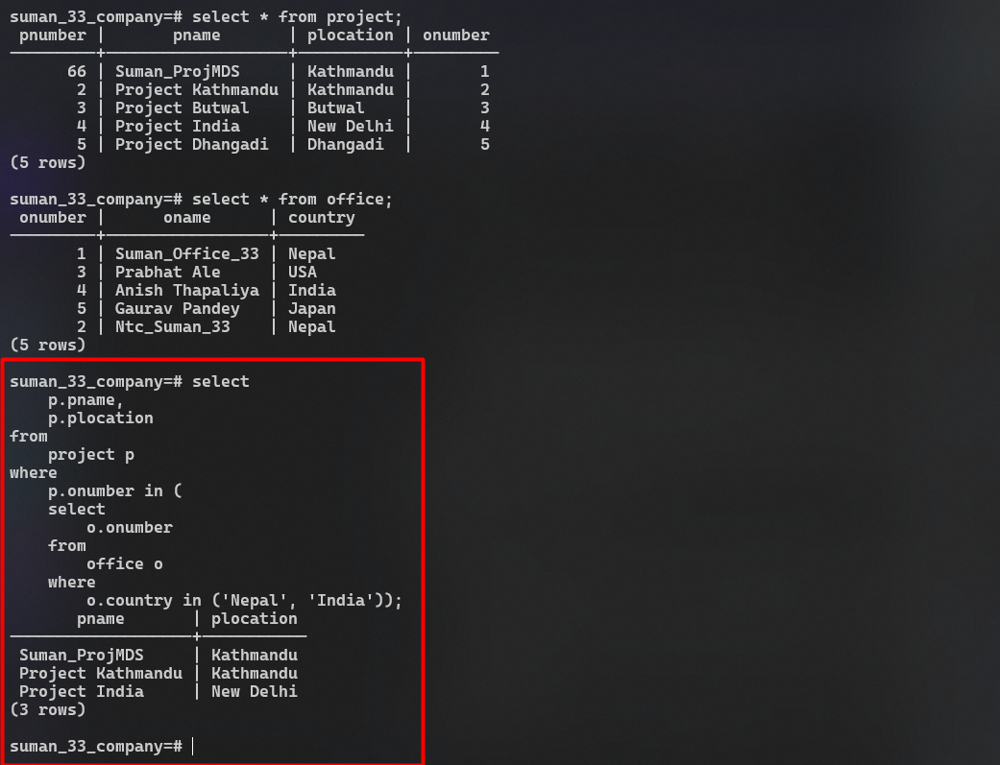 suman_33_company=# select * from project;
 pnumber |       pname       | plocation | onumber
---------+-------------------+-----------+---------
      66 | Suman_ProjMDS     | Kathmandu |       1
       2 | Project Kathmandu | Kathmandu |       2
       3 | Project Butwal    | Butwal    |       3
       4 | Project India     | New Delhi |       4
       5 | Project Dhangadi  | Dhangadi  |       5
(5 rows)
suman_33_company=# select * from office;
 onumber |      oname      | country
---------+-----------------+---------
       1 | Suman_Office_33 | Nepal
       3 | Prabhat Ale     | USA
       4 | Anish Thapaliya | India
       5 | Gaurav Pandey   | Japan
       2 | Ntc_Suman_33    | Nepal
(5 rows)
suman_33_company=# select
    p.pname,
    p.plocation
from
    project p
where
    p.onumber in (
    select
        o.onumber
    from
        office o
    where
        o.country in ('Nepal', 'India'));
       pname       | plocation
-------------------+-----------
 Suman_ProjMDS     | Kathmandu
 Project Kathmandu | Kathmandu
 Project India     | New Delhi
(3 rows)
suman_33_company=#